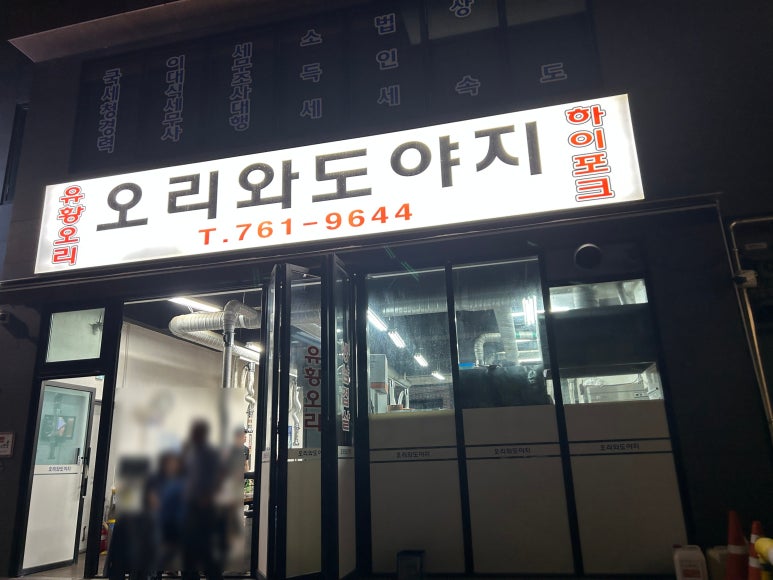 국세청경력
이대식세무사
세무조사대행
소득세
법인세
상속도
유황오리
오리와도야지
하이포크
T.761-9644
유황오리
오리와도야지
오리와도야지
오리와도야지
오리와도야지